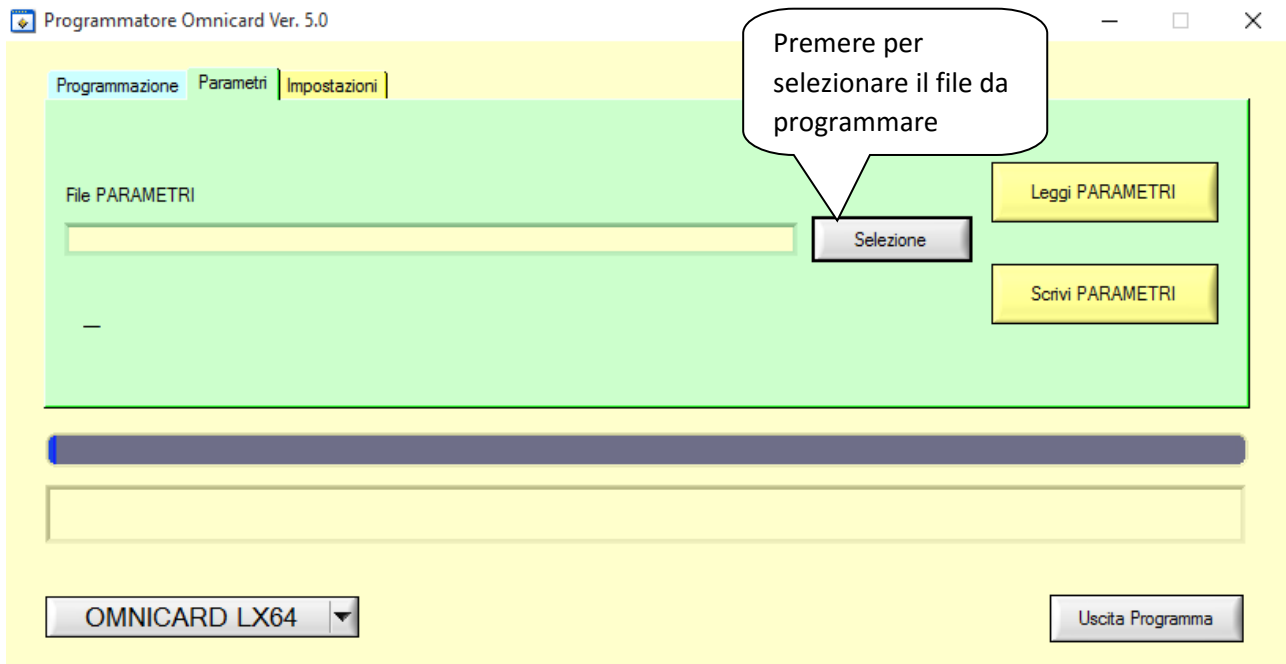 Programmatore Omnicard Ver. 5.0
Premere per
selezionare il file da
programmare
Programmazione Parametri Impostazioni
File PARAMETRI
Leggi PARAMETRI
Selezione
Scrivi PARAMETRI
OMNICARD LX64
Uscita Programma